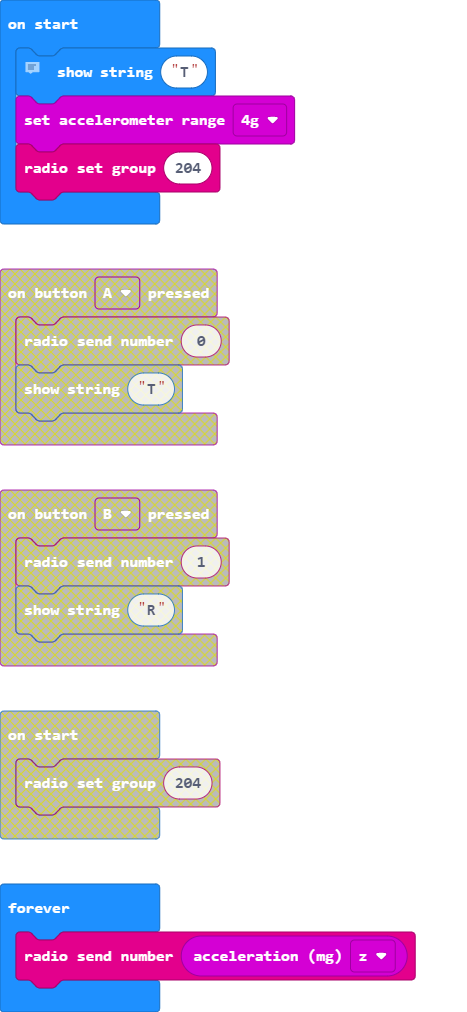 on start
show string "T"
set accelerometer range 4g
radio set group 204
on button A pressed
radio send number 0
show string "T"
on button B pressed
radio send number 1
show string "R"
on start
radio set group 204
forever
radio send number acceleration (mg) z